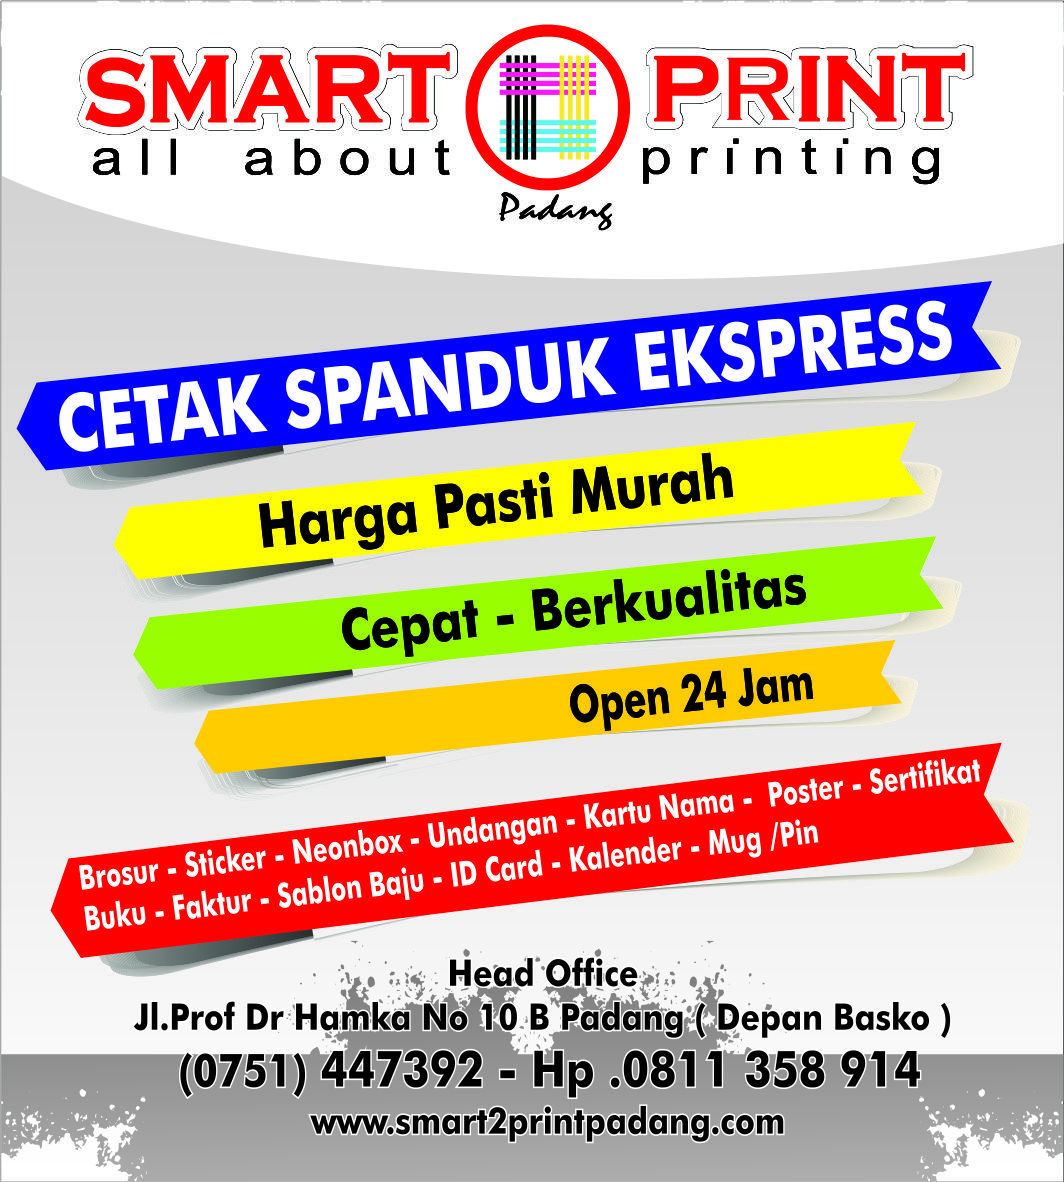 SMART PRINT
all about printing
Padang
CETAK SPANDUK EKSPRESS
Harga Pasti Murah
Cepat - Berkualitas
Open 24 Jam
Brosur - Sticker - Neonbox - Undangan - Kartu Nama - Poster - Sertifikat
Buku - Faktur - Sablon Baju - ID Card - Kalender - Mug /Pin
Head Office
Jl.Prof Dr Hamka No 10 B Padang ( Depan Basko )
(0751) 447392 - Hp .0811 358 914
www.smart2printpadang.com